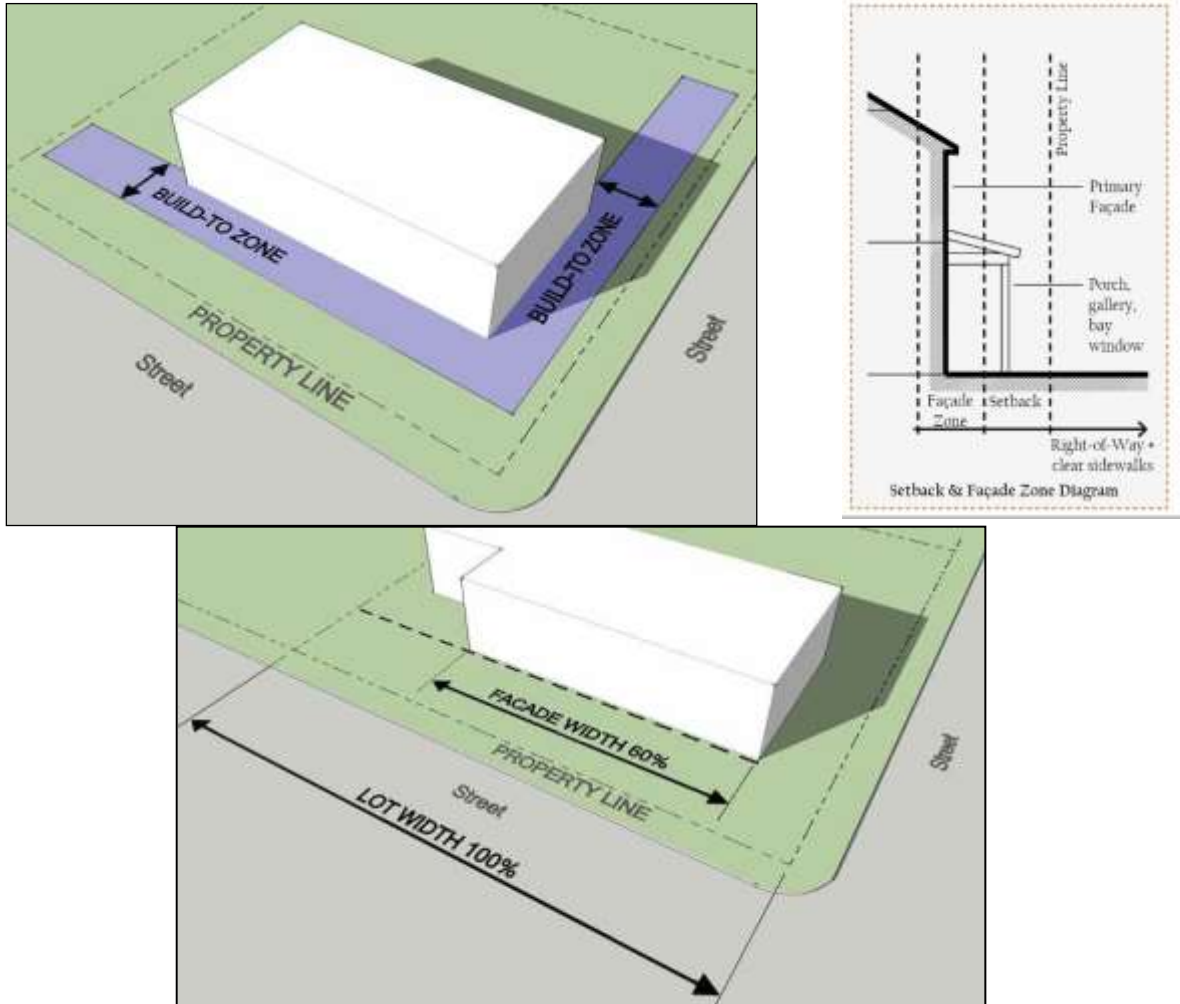 BUILD-TO ZONE
BUILD-TO ZONE
PROPERTY LINE
Street
Street
Property Line
Primary
Façade
Porch,
gallery,
bay
window
Façade
Zone
Setback
Right-of-Way •
clear sidewalks
Setback & Façade Zone Diagram
FACADE WIDTH 60%
PROPERTY LINE
Street
LOT WIDTH 100%
Street